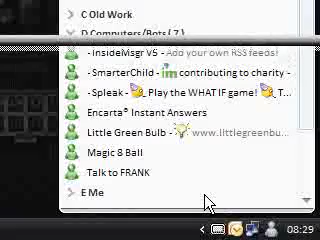 C Old Work
D Computers/Bots ( 7 )
- InsideMsgr V5 - Add your own RSS feeds!
- SmarterChild - im contributing to charity -
- Spleak - Play the WHAT IF game! T...
Encarta® Instant Answers
Little Green Bulb - www.littlegreenbu...
Magic 8 Ball
Talk to FRANK
E Me
08:29